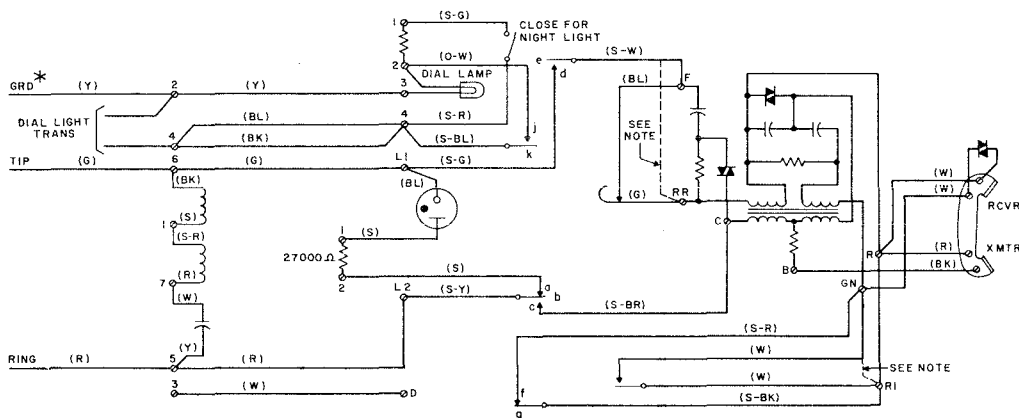 1 (S-G)
CLOSE FOR
NIGHT LIGHT
(O-W)
2
DIAL LAMP
GRD* (Y) 2 (Y) 3
DIAL LIGHT
TRANS
(BL) 4 (S-R)
4 (BK) (S-BL)
j
k
TIP (G) 6 (G) L1 (S-G)
e (S-W)
d
(BL) F
SEE
NOTE
(G) RR
C
(BK)
(S)
1
(S-R)
(R)
7
(W)
(Y)
(BL)
1 (S)
27000Ω
2 (S)
L2 (S-Y)
a
b
c
(S-BR)
RING (R) 5 (R)
3 (W) D
(W)
(W)
RCVR
R (R)
XMTR
B (BK)
GN
(S-R)
(W)
SEE NOTE
(W) R1
f
g (S-BK)